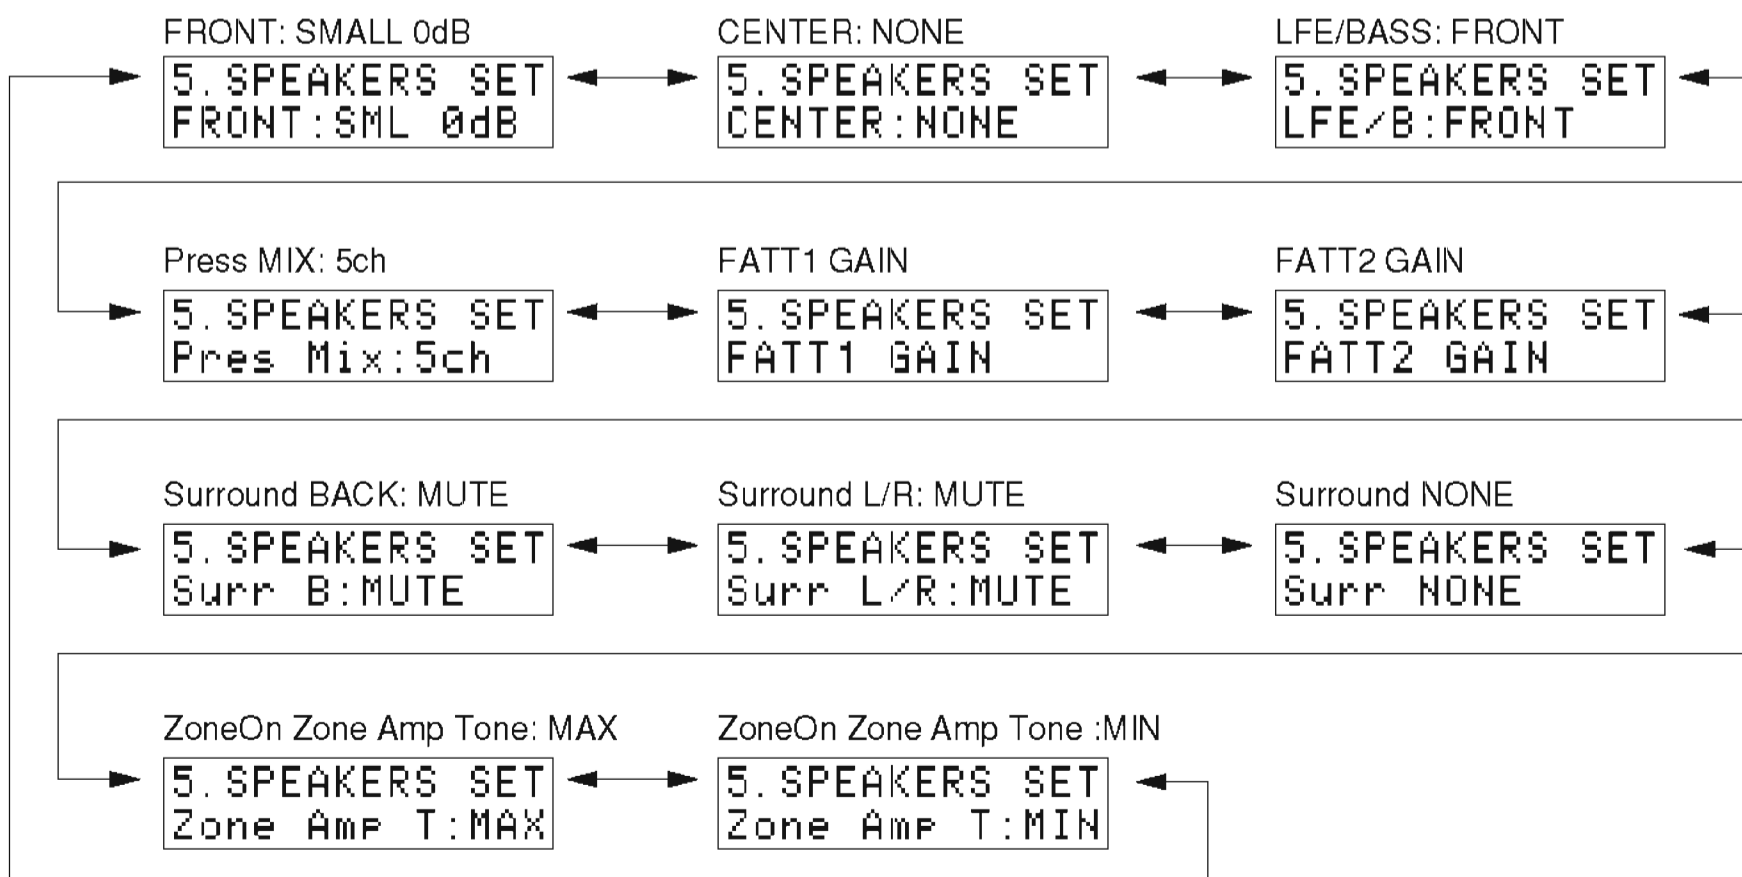 FRONT: SMALL 0dB
5.SPEAKERS SET
FRONT:SML 0dB
CENTER: NONE
5.SPEAKERS SET
CENTER:NONE
LFE/BASS: FRONT
5.SPEAKERS SET
LFE/B:FRONT
Press MIX: 5ch
5.SPEAKERS SET
Pres Mix:5ch
FATT1 GAIN
5.SPEAKERS SET
FATT1 GAIN
FATT2 GAIN
5.SPEAKERS SET
FATT2 GAIN
Surround BACK: MUTE
5.SPEAKERS SET
Surr B:MUTE
Surround L/R: MUTE
5.SPEAKERS SET
Surr L/R:MUTE
Surround NONE
5.SPEAKERS SET
Surr NONE
ZoneOn Zone Amp Tone: MAX
5.SPEAKERS SET
Zone Amp T:MAX
ZoneOn Zone Amp Tone :MIN
5.SPEAKERS SET
Zone Amp T:MIN